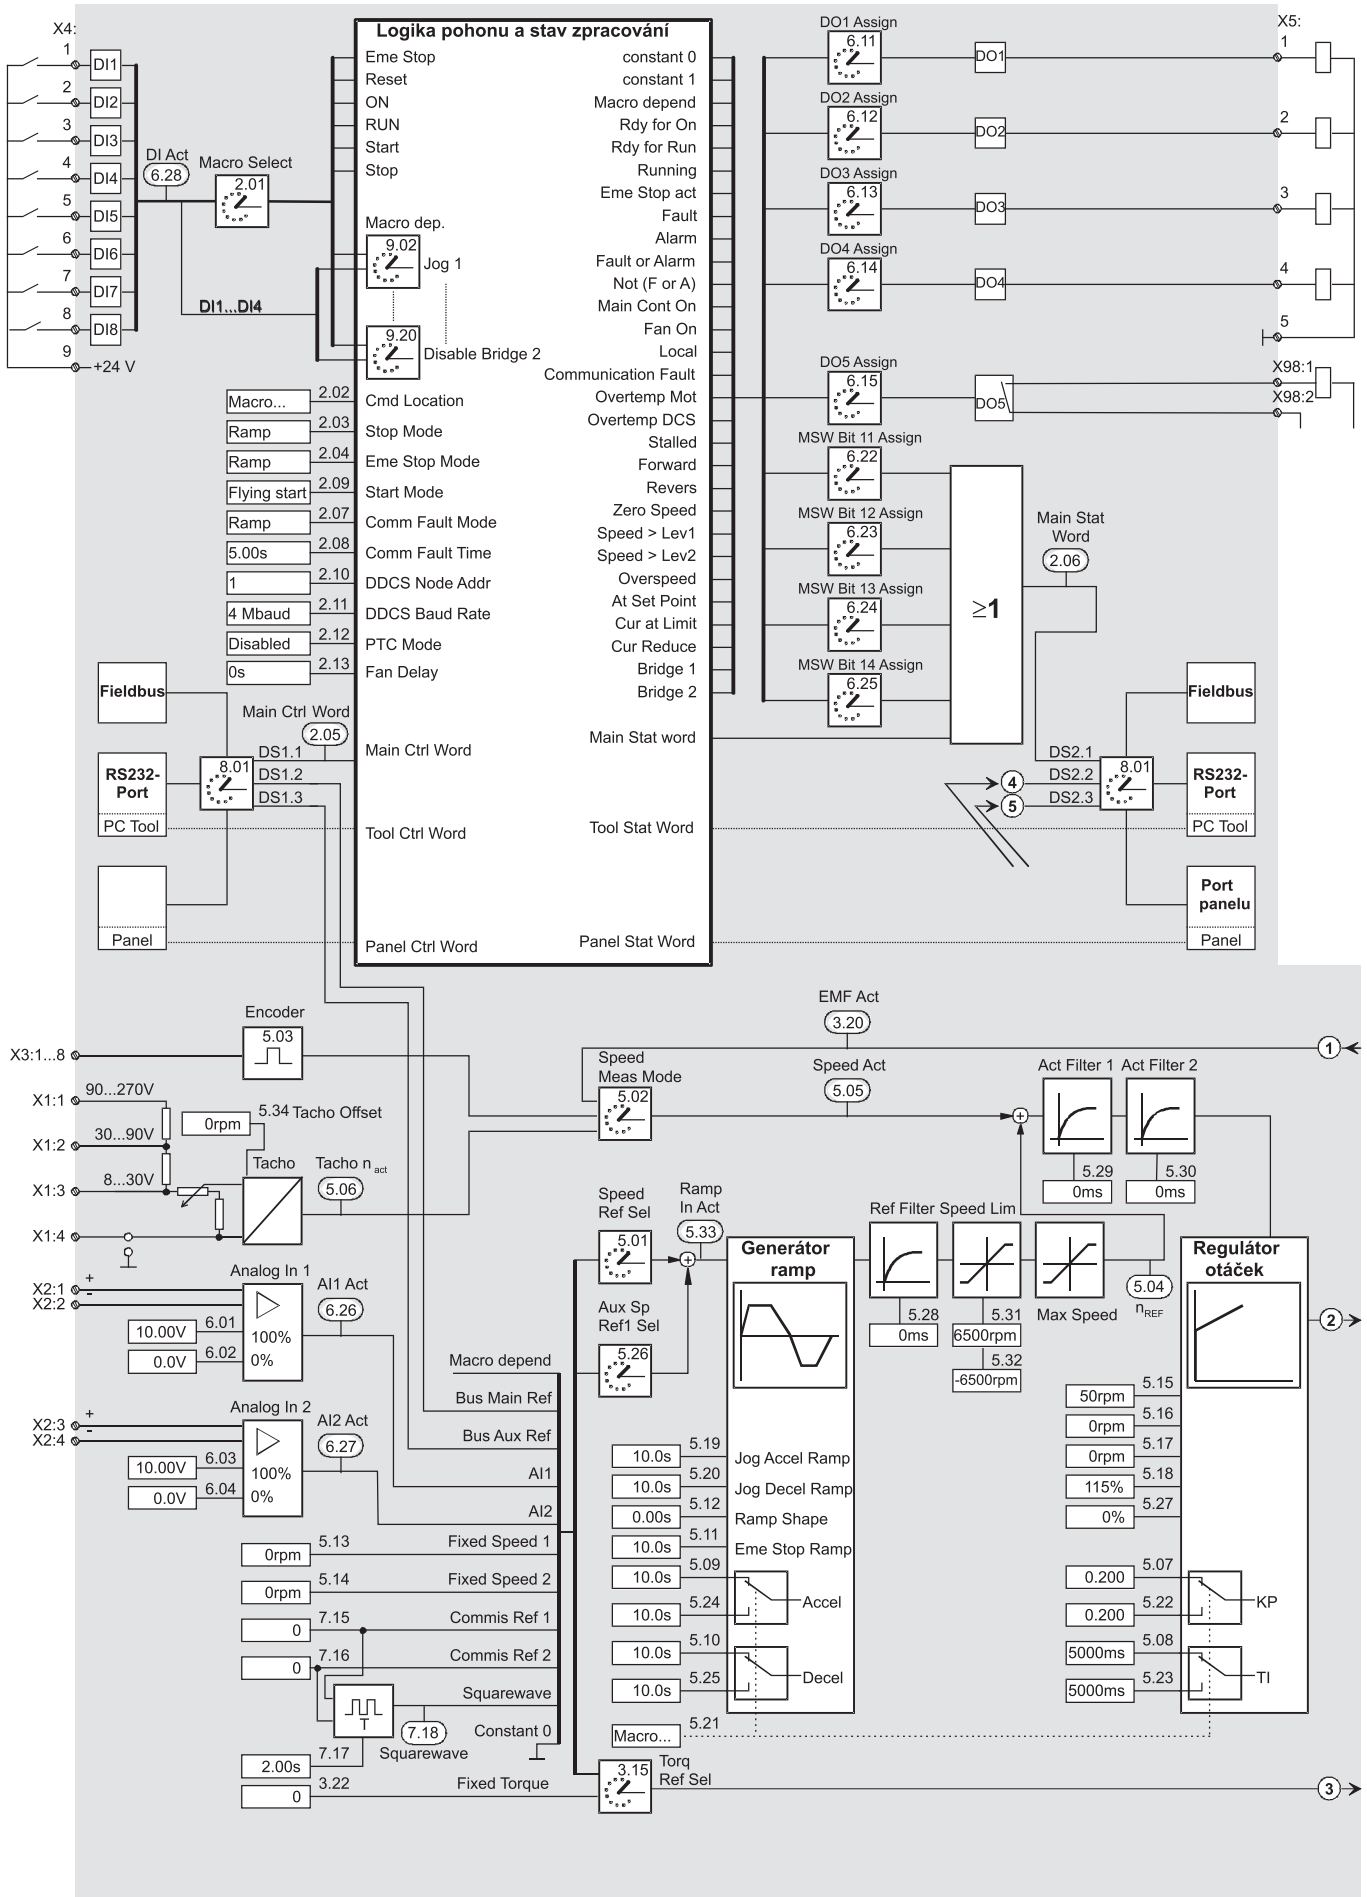 X4:
1
DI1
2
DI2
3
DI3
4
DI4
5
DI5
6
DI6
7
DI7
8
DI8
9
+24 V
DI Act
6.28
Macro Select
2.01
DI1...DI4
Logika pohonu a stav zpracování
Eme Stop
Reset
ON
RUN
Start
Stop
Macro dep.
9.02
Jog 1
9.20
Disable Bridge 2
Macro...
2.02
Cmd Location
Ramp
2.03
Stop Mode
Ramp
2.04
Eme Stop Mode
Flying start
2.09
Start Mode
Ramp
2.07
Comm Fault Mode
5.00s
2.08
Comm Fault Time
1
2.10
DDCS Node Addr
4 Mbaud
2.11
DDCS Baud Rate
Disabled
2.12
PTC Mode
0s
2.13
Fan Delay
Main Ctrl Word
2.05
Main Ctrl Word
Tool Ctrl Word
Panel Ctrl Word
Fieldbus
RS232-
Port
PC Tool
Panel
8.01
DS1.1
DS1.2
DS1.3
constant 0
constant 1
Macro depend
Rdy for On
Rdy for Run
Running
Eme Stop act
Fault
Alarm
Fault or Alarm
Not (F or A)
Main Cont On
Fan On
Local
Communication Fault
Overtemp Mot
Overtemp DCS
Stalled
Forward
Revers
Zero Speed
Speed > Lev1
Speed > Lev2
Overspeed
At Set Point
Cur at Limit
Cur Reduce
Bridge 1
Bridge 2
Main Stat word
Tool Stat Word
Panel Stat Word
DO1 Assign
6.11
DO1
DO2 Assign
6.12
DO2
DO3 Assign
6.13
DO3
DO4 Assign
6.14
DO4
DO5 Assign
6.15
DO5
MSW Bit 11 Assign
6.22
MSW Bit 12 Assign
6.23
MSW Bit 13 Assign
6.24
MSW Bit 14 Assign
6.25
≥1
X5:
1
2
3
4
5
X98:1
X98:2
Main Stat
Word
2.06
DS2.1
DS2.2
DS2.3
4
5
8.01
Fieldbus
RS232-
Port
PC Tool
Port
panelu
Panel
Encoder
5.03
X3:1...8
X1:1
90...270V
X1:2
30...90V
X1:3
8...30V
X1:4
0rpm
5.34 Tacho Offset
Tacho
Tacho n act
5.06
X2:1
+
X2:2
-
Analog In 1
10.00V
6.01
100%
0.0V
6.02
0%
AI1 Act
6.26
X2:3
+
X2:4
-
Analog In 2
10.00V
6.03
100%
0.0V
6.04
0%
AI2 Act
6.27
Macro depend
Bus Main Ref
Bus Aux Ref
AI1
AI2
0rpm
5.13
Fixed Speed 1
0rpm
5.14
Fixed Speed 2
0
7.15
Commis Ref 1
0
7.16
Commis Ref 2
T
Squarewave
7.18
Squarewave
Constant 0
2.00s
7.17
0
3.22
Fixed Torque
EMF Act
3.20
1
Speed
Meas Mode
5.02
Speed Act
5.05
Act Filter 1
5.29
0ms
Act Filter 2
5.30
0ms
Speed
Ref Sel
5.01
Ramp
In Act
5.33
Aux Sp
Ref1 Sel
5.26
Generátor
ramp
Ref Filter
5.28
0ms
Speed Lim
5.31
6500rpm
5.32
-6500rpm
Max Speed
5.04
nREF
Regulátor
otáček
2
10.0s
5.19
Jog Accel Ramp
10.0s
5.20
Jog Decel Ramp
0.00s
5.12
Ramp Shape
10.0s
5.11
Eme Stop Ramp
10.0s
5.09
Accel
10.0s
5.24
10.0s
5.10
Decel
10.0s
5.25
Macro...
5.21
50rpm
5.15
0rpm
5.16
0rpm
5.17
115%
5.18
0%
5.27
0.200
5.07
KP
0.200
5.22
5000ms
5.08
TI
5000ms
5.23
3.15
Torq
Ref Sel
3